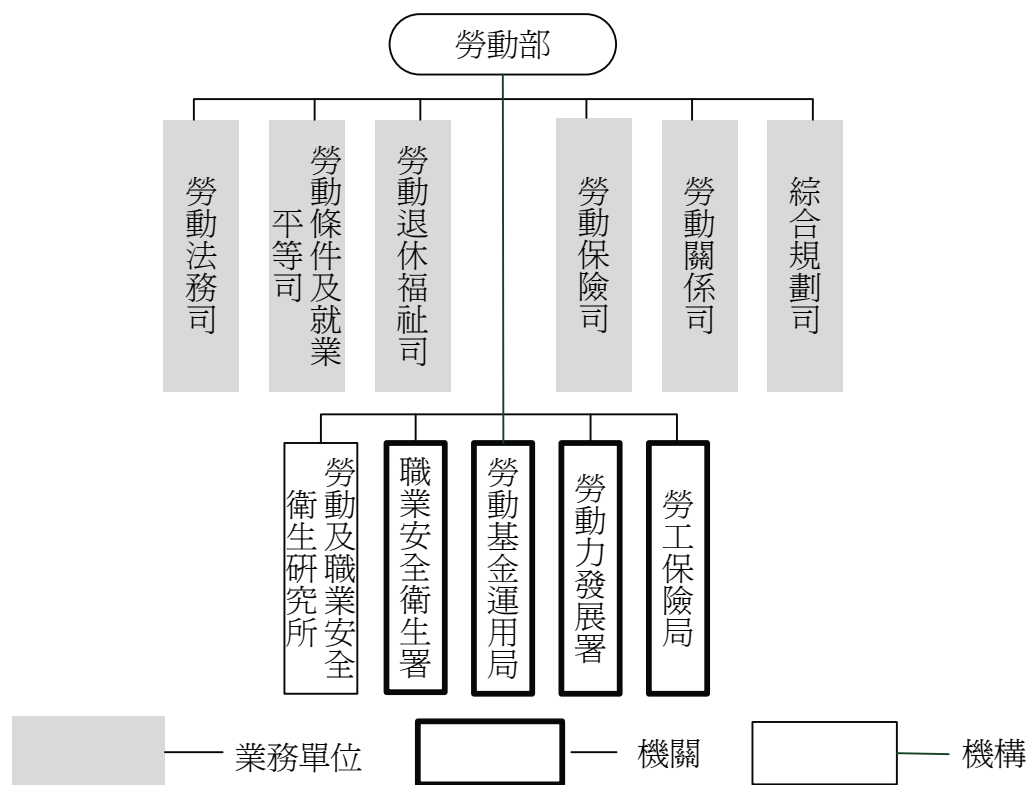 勞動部
勞動法務司
勞動條件及就業
平等司
勞動退休福祉司
勞動保險司
勞動關係司
綜合規劃司
勞動及職業安全
衛生研究所
職業安全衛生署
勞動基金運用局
勞動力發展署
勞工保險局
業務單位
機關
機構